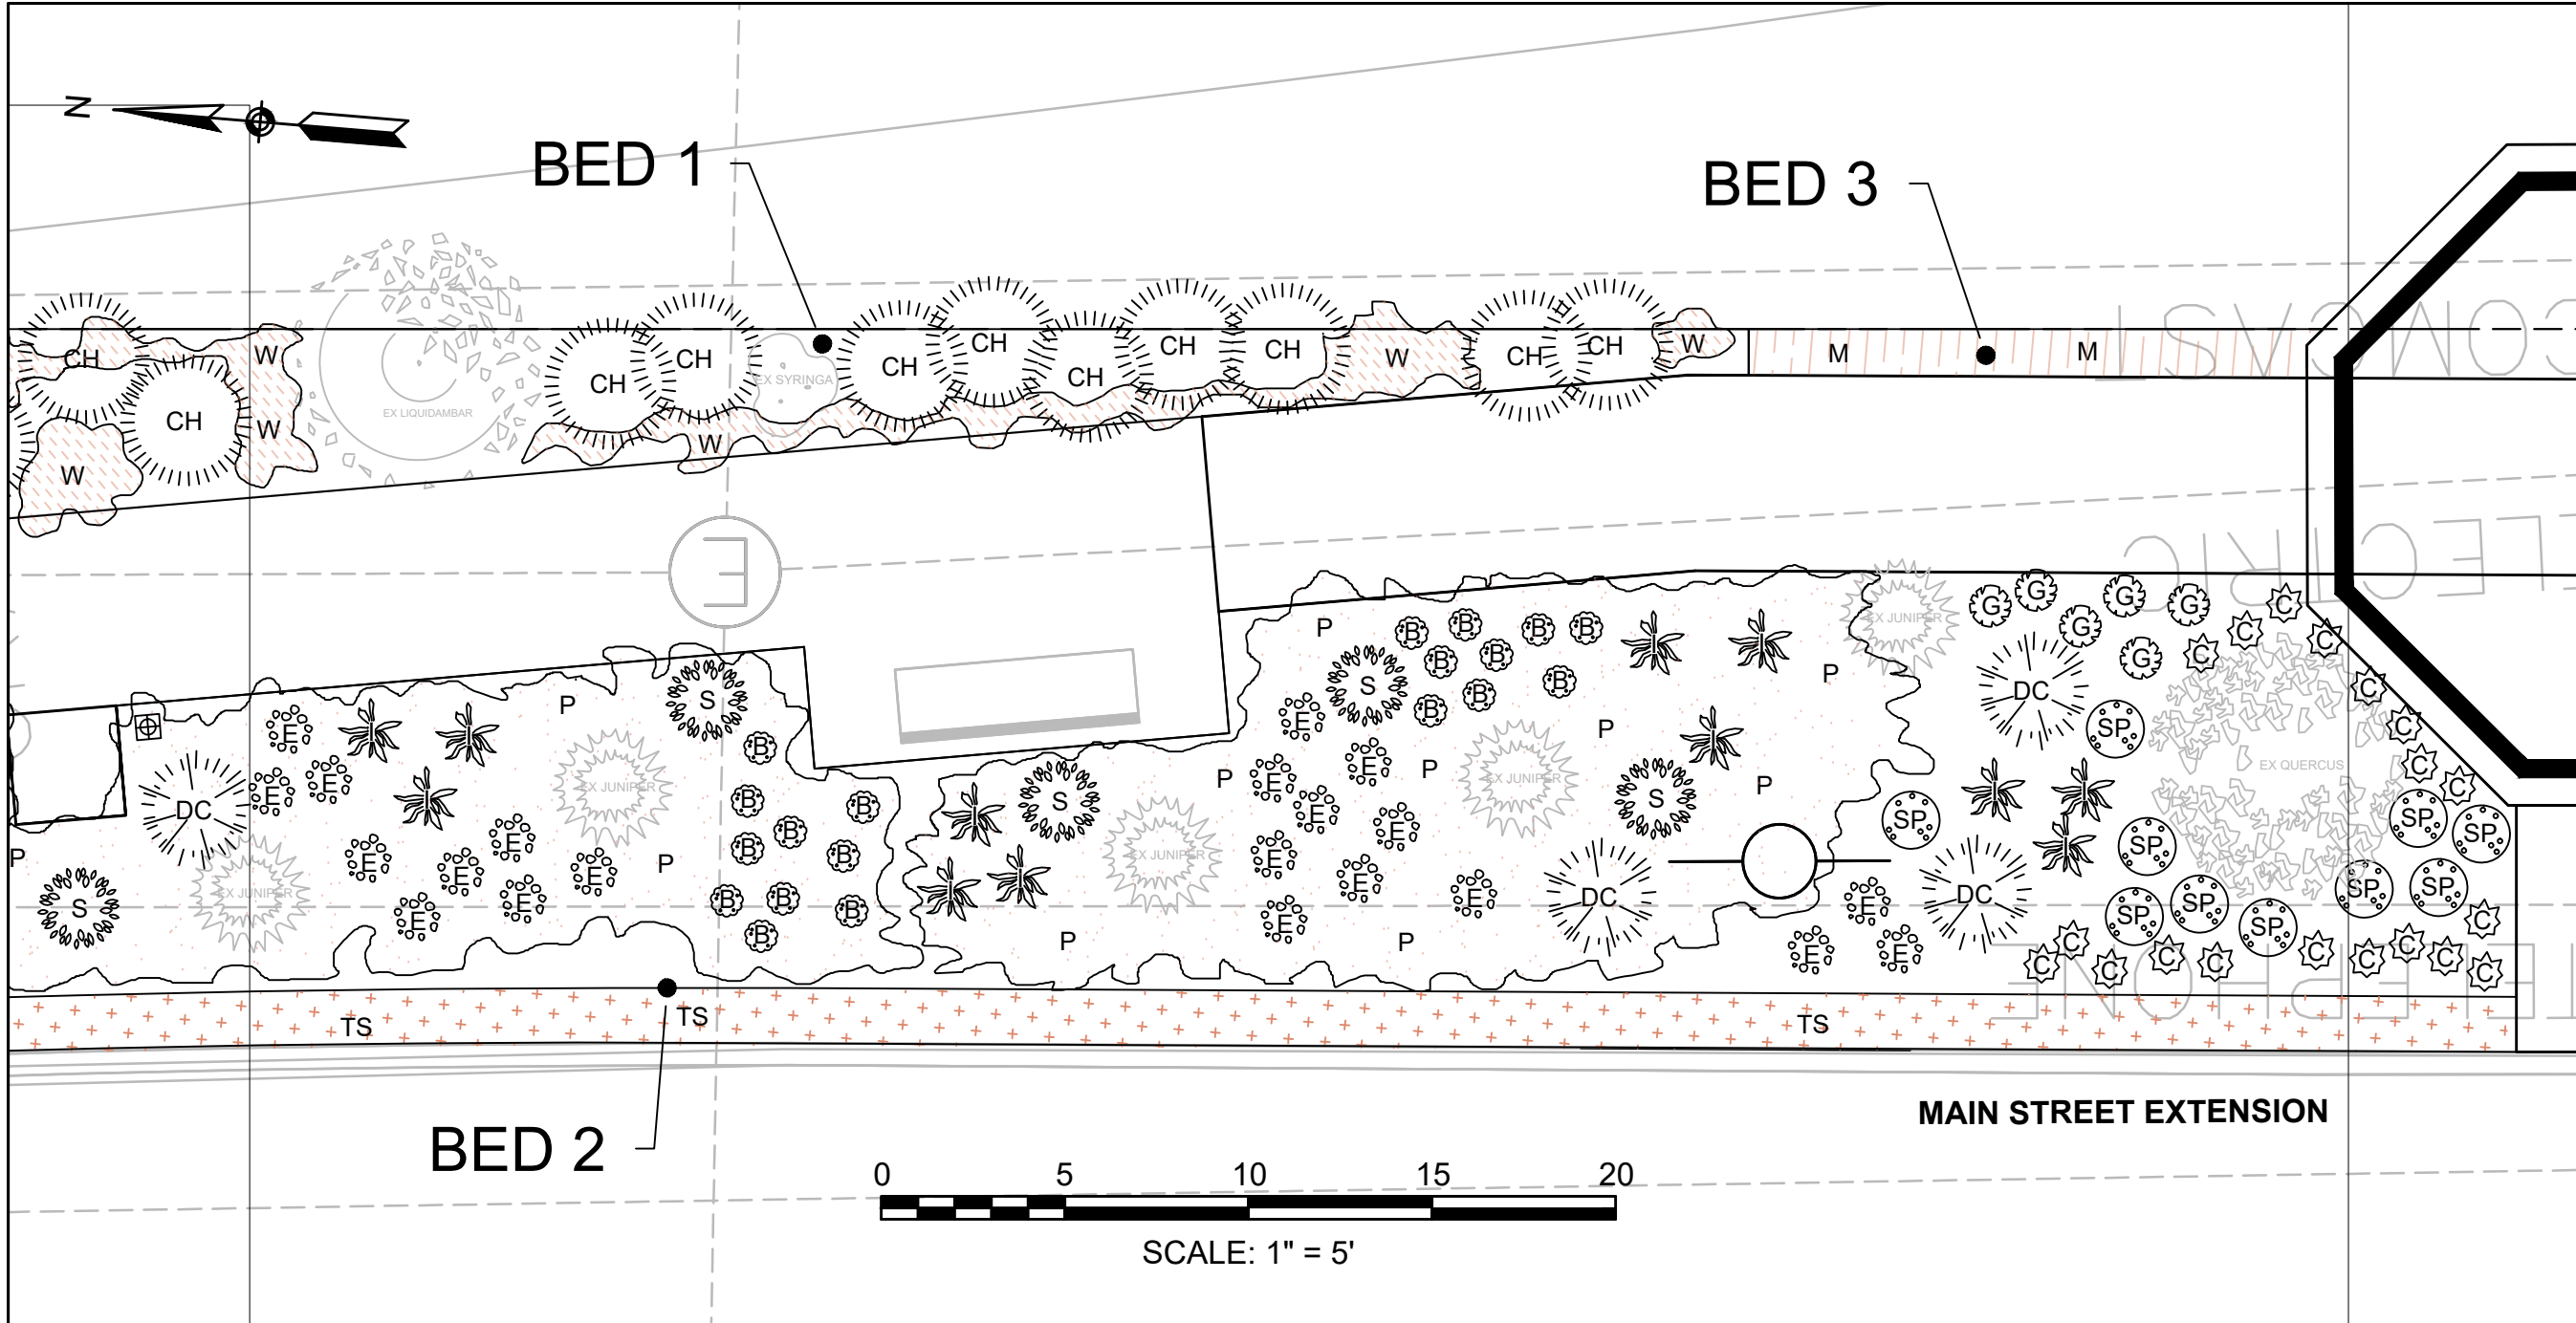 N
BED 1
BED 3
COMCAST
CH CH CH CH CH CH CH W CH CH W M M
CH W EX LIQUIDAMBAR EX SYRINGA
CH W W
W
E
ELECTRIC
P B B B B EX JUNIPER G G G G C
B B G G C C C
S P S B B B P DC C
E E P SP C
E E EX JUNIPER B P E E P EX JUNIPER S P EX QUERCUS C C
DC E B B S E E SP SP SP
P E E B B B E EX JUNIPER E SP
S EX JUNIPER E E E P B B B E E E DC E DC SP SP SP SP SP
E B P P E E C C C C C C C C C C C
TELEPHONE
TS TS TS
MAIN STREET EXTENSION
BED 2
0 5 10 15 20
SCALE: 1" = 5'